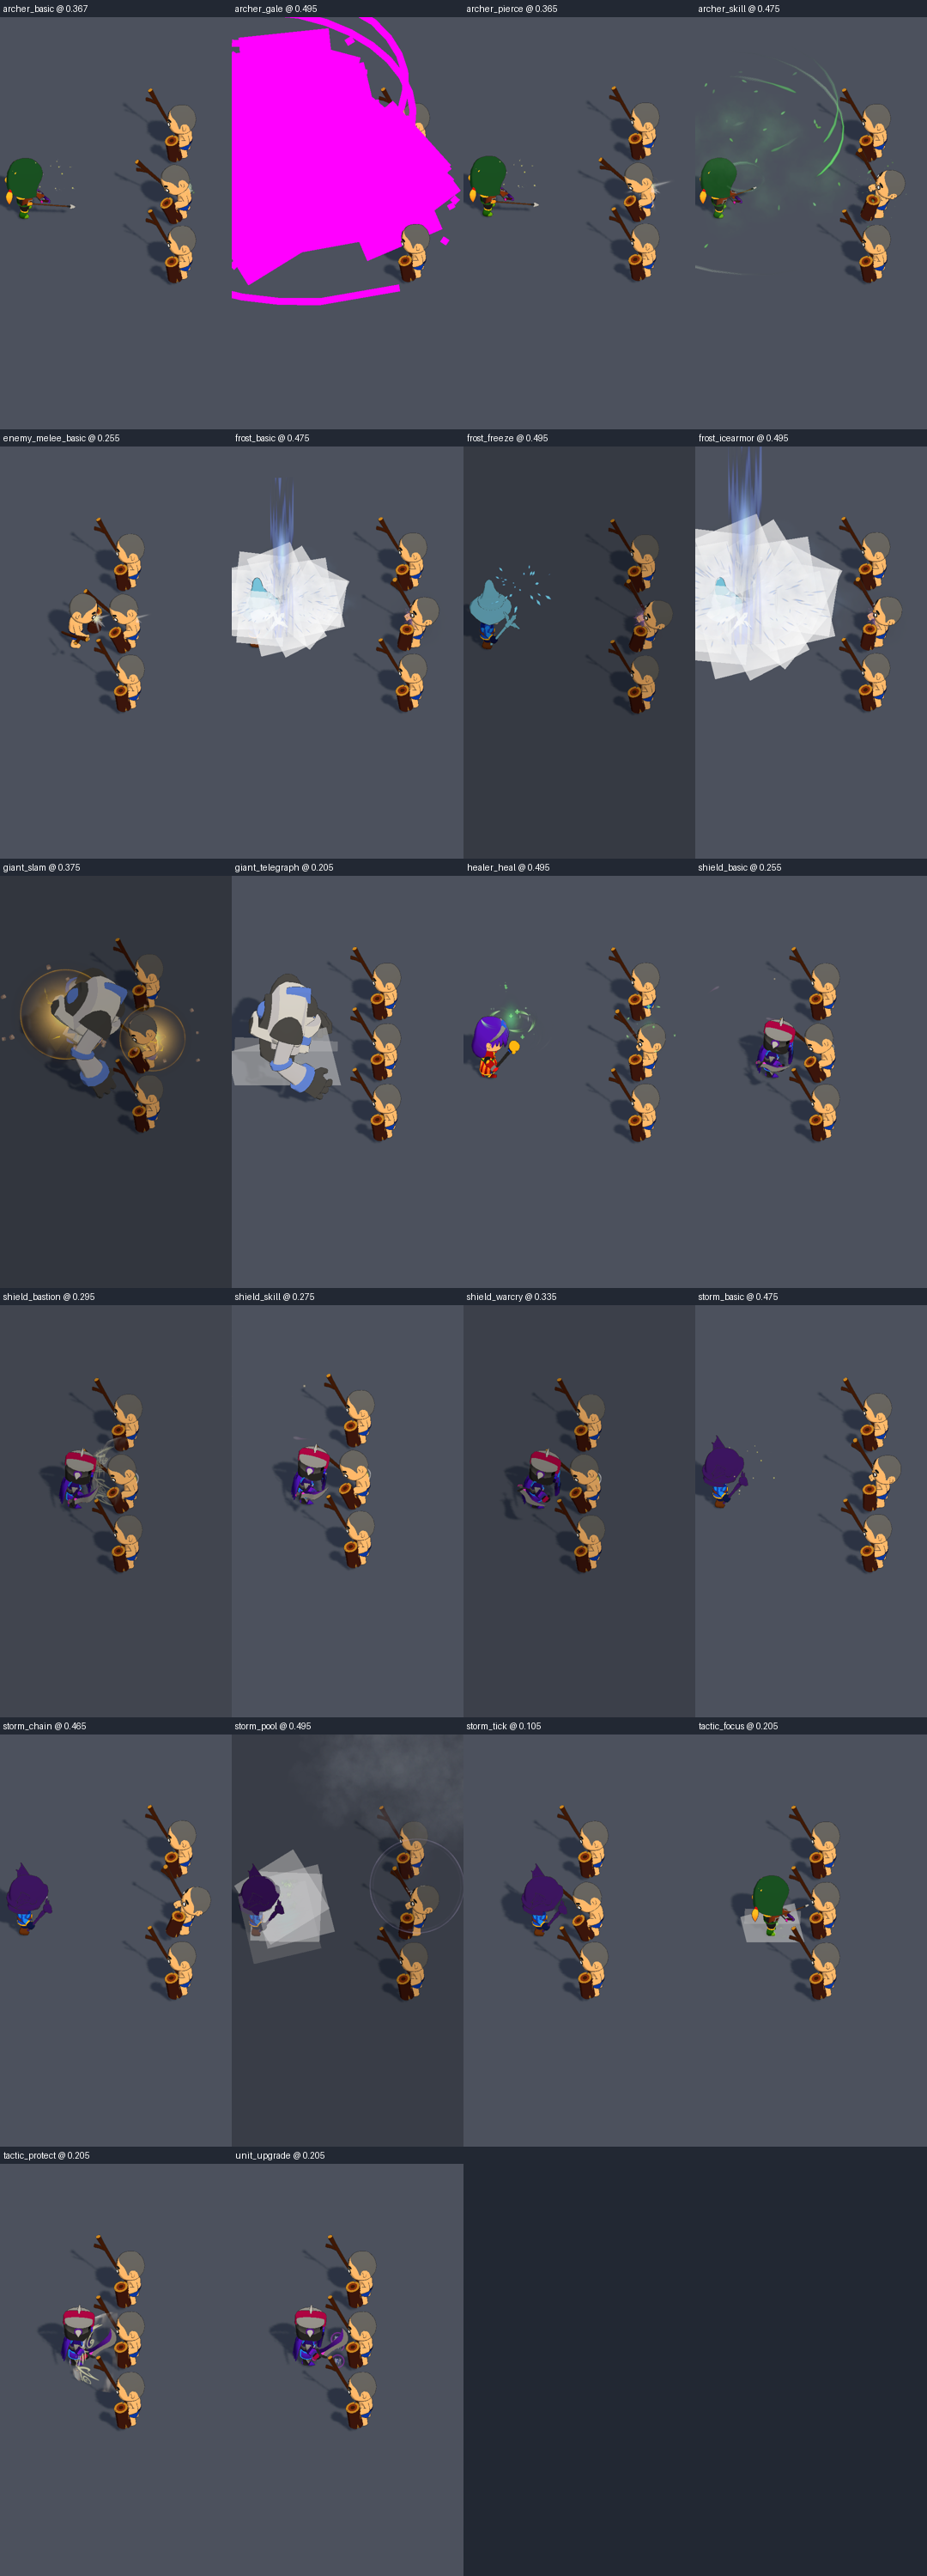 archer_basic @ 0.367
archer_gale @ 0.495
archer_pierce @ 0.365
archer_skill @ 0.475
enemy_melee_basic @ 0.255
frost_basic @ 0.475
frost_freeze @ 0.495
frost_icearmor @ 0.495
giant_slam @ 0.375
giant_telegraph @ 0.205
healer_heal @ 0.495
shield_basic @ 0.255
shield_bastion @ 0.295
shield_skill @ 0.275
shield_warcry @ 0.335
storm_basic @ 0.475
storm_chain @ 0.465
storm_pool @ 0.495
storm_tick @ 0.105
tactic_focus @ 0.205
tactic_protect @ 0.205
unit_upgrade @ 0.205